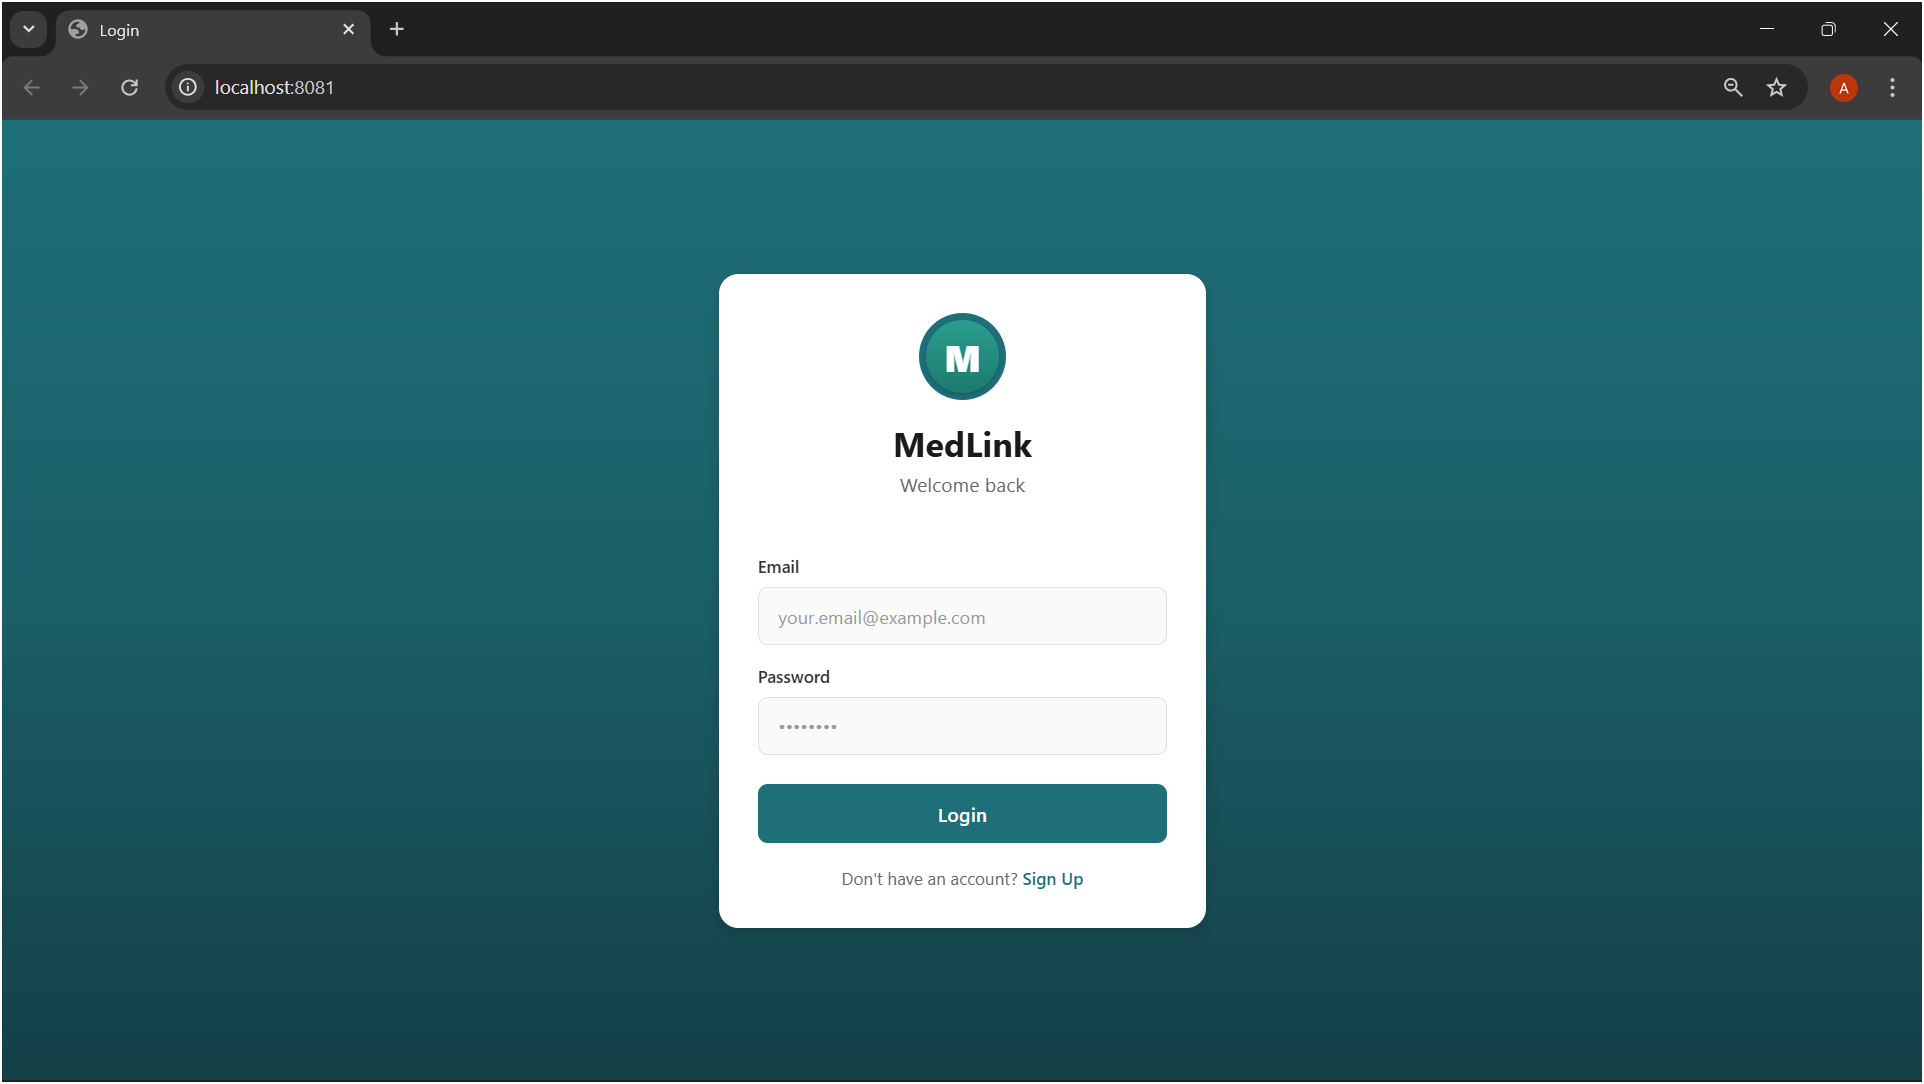 Login
localhost:8081
A
M
MedLink
Welcome back
Email
your.email@example.com
Password
••••••••
Login
Don't have an account? Sign Up